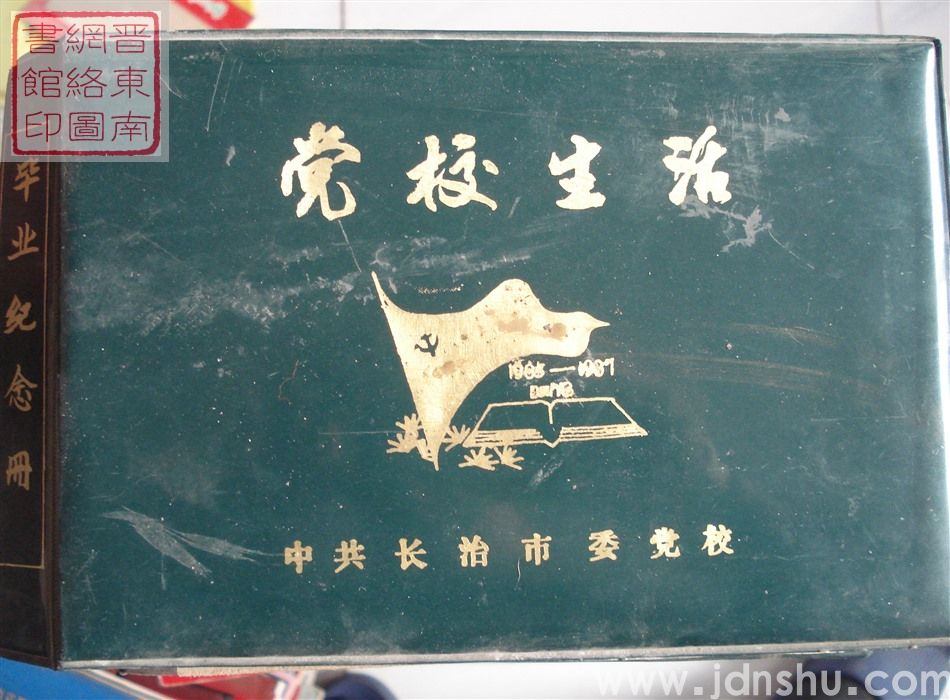 晋東南
網絡圖
書館印
毕业纪念册
党校生活
1985—1987
中共长治市委党校
www.jdnshu.com